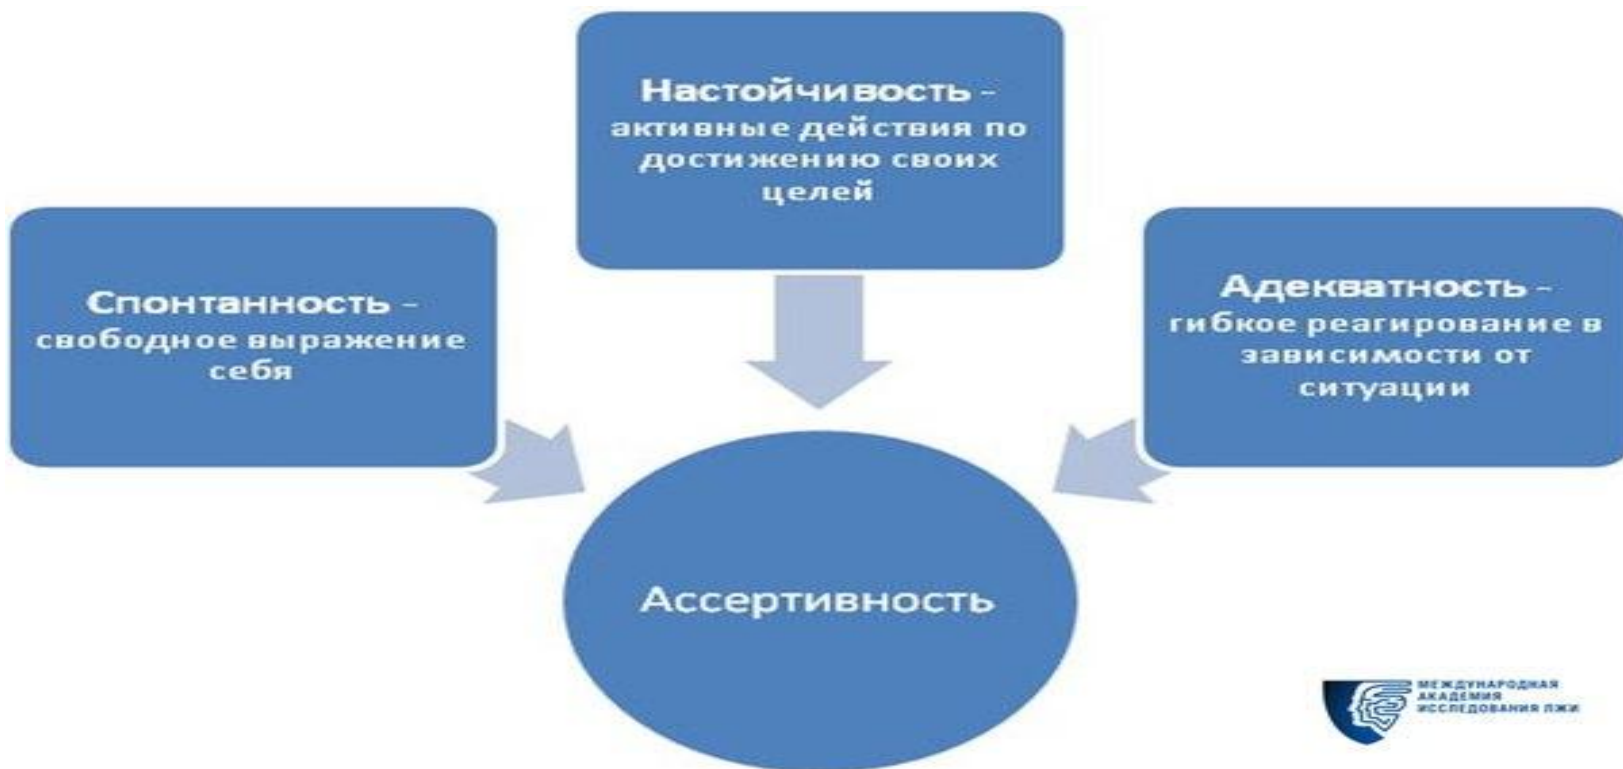 Настойчивость -
активные действия по
достижению своих
целей
Спонтанность -
свободное выражение
себя
Адекватность -
гибкое реагирование в
зависимости от
ситуации
Ассертивность
МЕЖДУНАРОДНАЯ
АКАДЕМИЯ
ИССЛЕДОВАНИЯ ЛЖИ